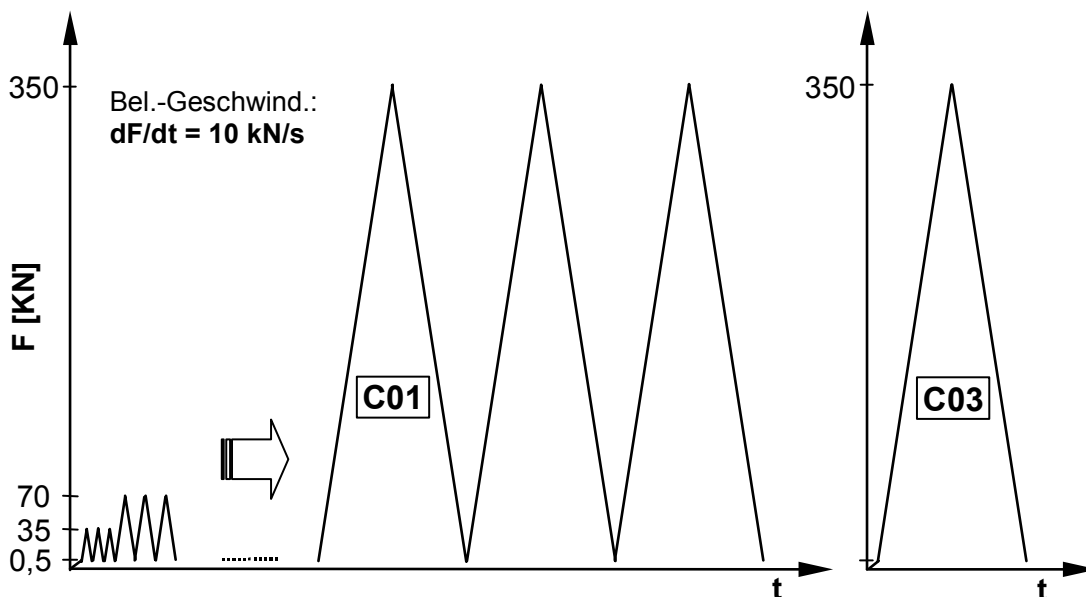 350
Bel.-Geschwind.:
dF/dt = 10 kN/s
F [KN]
C01
70
35
0,5
t
350
C03
t